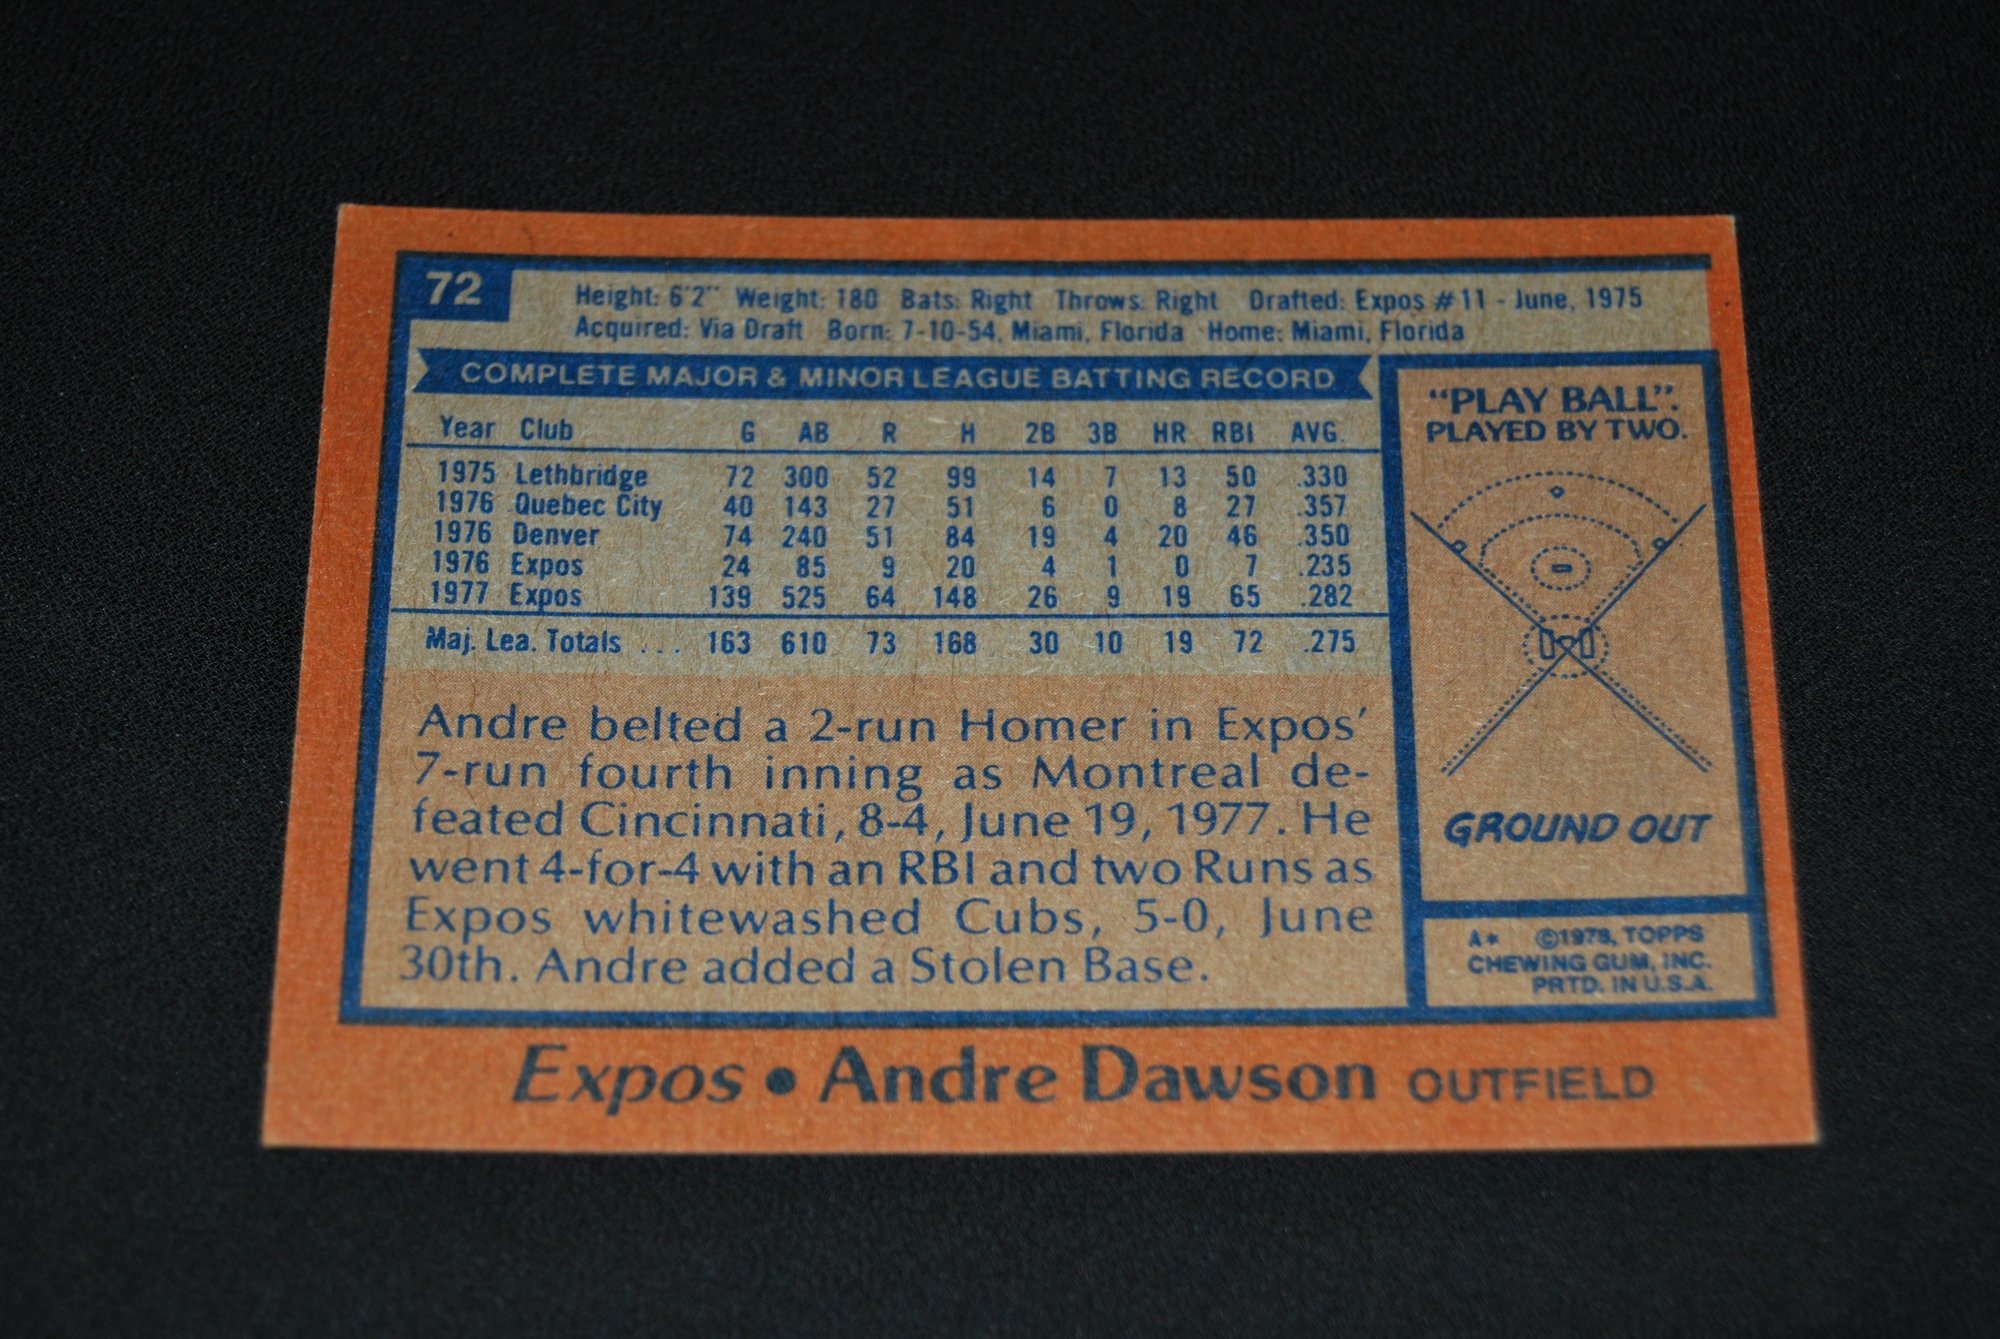 72
Height: 6'2" Weight: 180 Bats: Right Throws: Right Drafted: Expos #11 - June, 1975
Acquired: Via Draft Born: 7-10-54, Miami, Florida Home: Miami, Florida
COMPLETE MAJOR & MINOR LEAGUE BATTING RECORD
Year Club G AB R H 2B 3B HR RBI AVG.
1975 Lethbridge 72 300 52 99 14 7 13 50 .330
1976 Quebec City 40 143 27 51 6 0 8 27 .357
1976 Denver 74 240 51 84 19 4 20 46 .350
1976 Expos 24 85 9 20 4 1 0 7 .235
1977 Expos 139 525 64 148 26 9 19 65 .282
Maj. Lea. Totals ... 163 610 73 168 30 10 19 72 .275
Andre belted a 2-run Homer in Expos'
7-run fourth inning as Montreal de-
feated Cincinnati, 8-4, June 19, 1977. He
went 4-for-4 with an RBI and two Runs as
Expos whitewashed Cubs, 5-0, June
30th. Andre added a Stolen Base.
"PLAY BALL".
PLAYED BY TWO.
GROUND OUT
A* ©1978, TOPPS
CHEWING GUM, INC.
PRTD. IN U.S.A.
Expos • Andre Dawson OUTFIELD